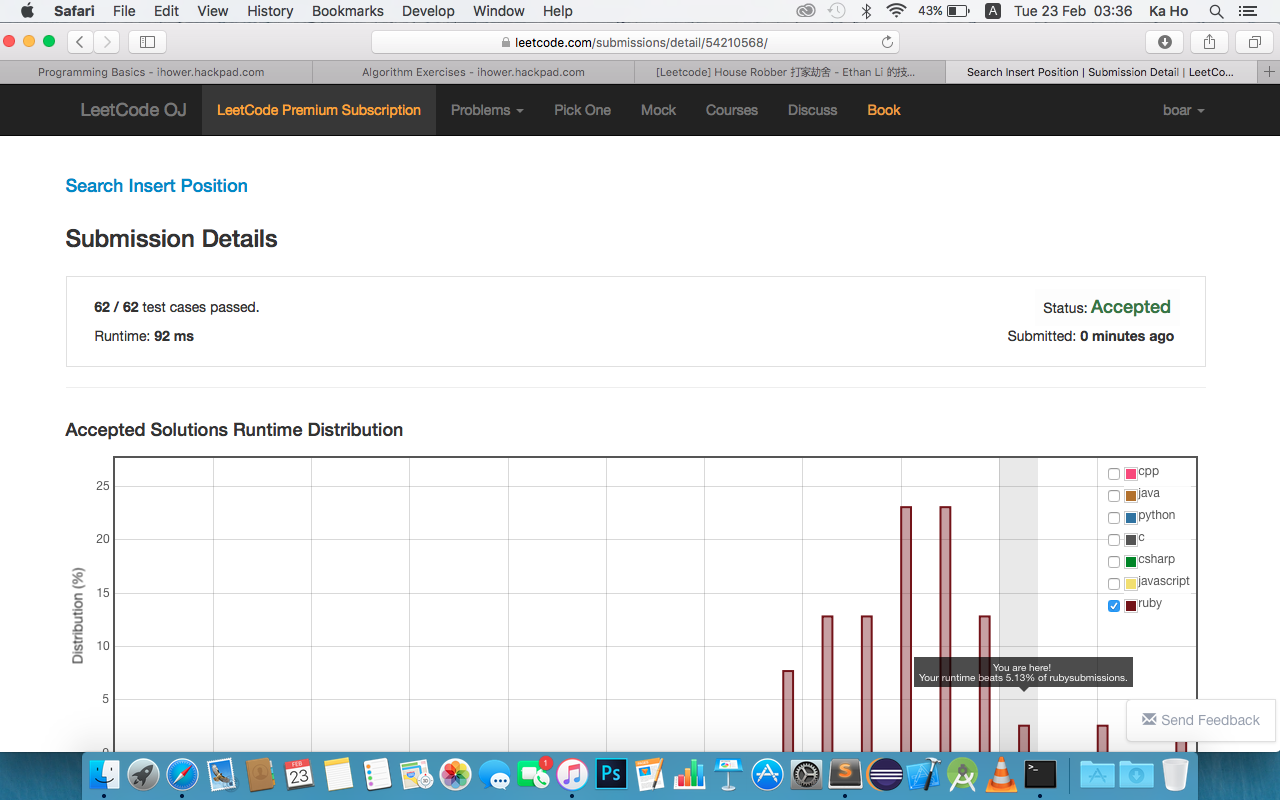 Safari File Edit View History Bookmarks Develop Window Help 43% A Tue 23 Feb 03:36 Ka Ho
leetcode.com/submissions/detail/54210568/
Programming Basics - ihower.hackpad.com
Algorithm Exercises - ihower.hackpad.com
[Leetcode] House Robber 打家劫舍 - Ethan Li 的技...
Search Insert Position | Submission Detail | LeetCo...
LeetCode OJ LeetCode Premium Subscription Problems Pick One Mock Courses Discuss Book boar
Search Insert Position
Submission Details
62 / 62 test cases passed.
Status: Accepted
Runtime: 92 ms
Submitted: 0 minutes ago
Accepted Solutions Runtime Distribution
Distribution (%)
25
20
15
10
5
0
cpp
java
python
c
csharp
javascript
ruby
You are here!
Your runtime beats 5.13% of rubysubmissions.
Send Feedback
FEB
23
1
Ps
S
>_